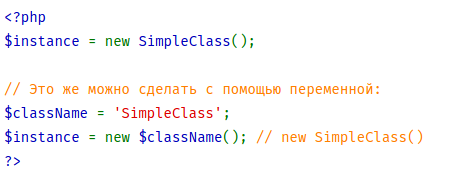 <?php
$instance = new SimpleClass();
// Это же можно сделать с помощью переменной:
$className = 'SimpleClass';
$instance = new $className(); // new SimpleClass()
?>